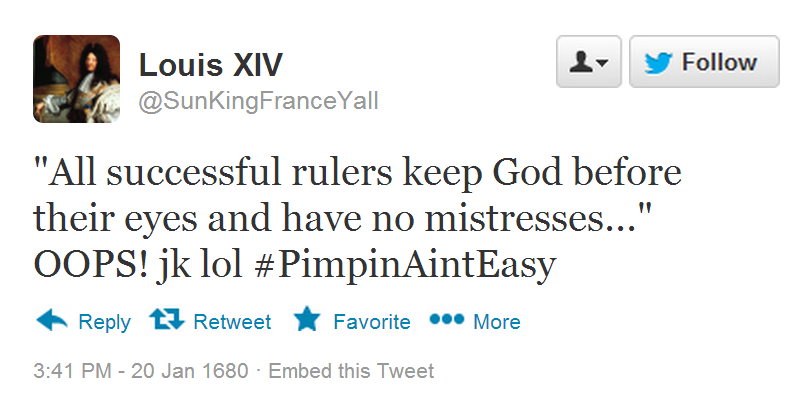 Louis XIV
@SunKingFranceYall
Follow
"All successful rulers keep God before
their eyes and have no mistresses..."
OOPS! jk lol #PimpinAintEasy
Reply Retweet Favorite More
3:41 PM - 20 Jan 1680 · Embed this Tweet